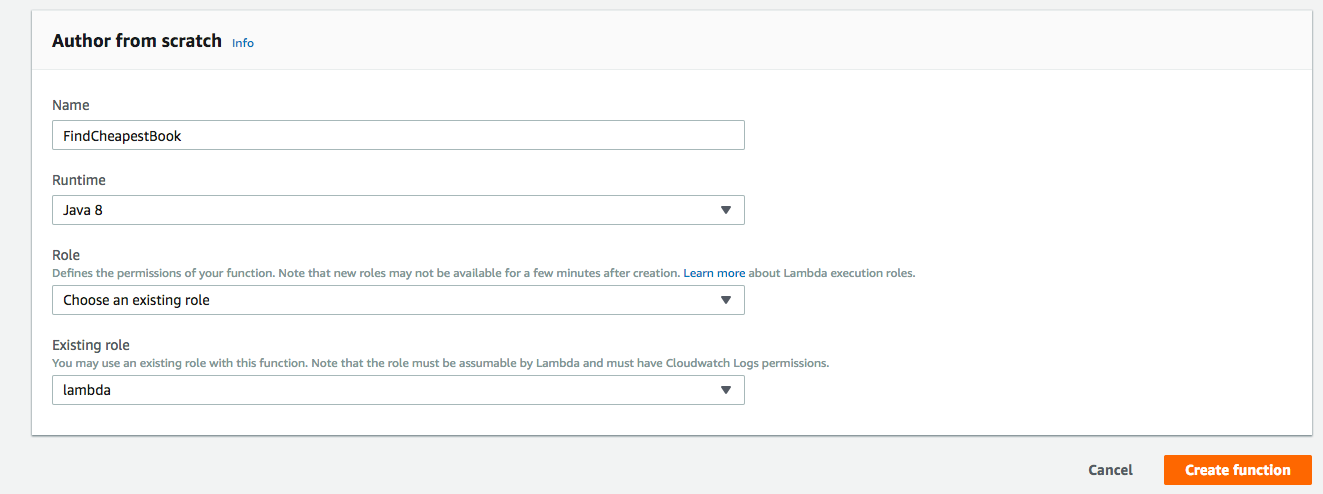 Author from scratch Info
Name
FindCheapestBook
Runtime
Java 8
Role
Defines the permissions of your function. Note that new roles may not be available for a few minutes after creation. Learn more about Lambda execution roles.
Choose an existing role
Existing role
You may use an existing role with this function. Note that the role must be assumable by Lambda and must have Cloudwatch Logs permissions.
lambda
Cancel Create function